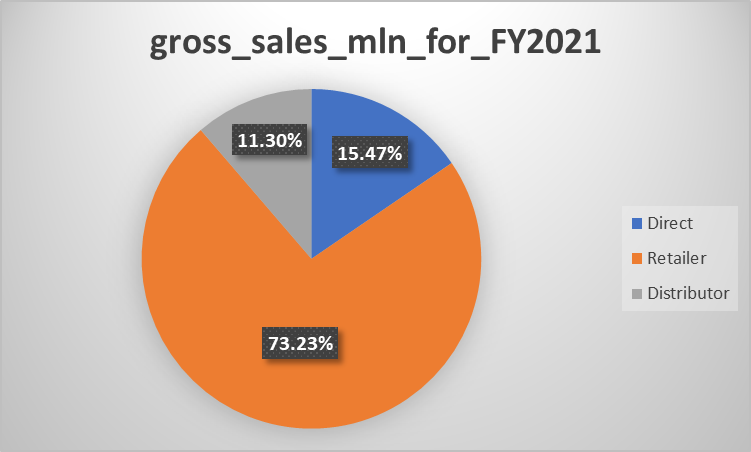 gross_sales_mln_for_FY2021
11.30%
15.47%
73.23%
Direct
Retailer
Distributor